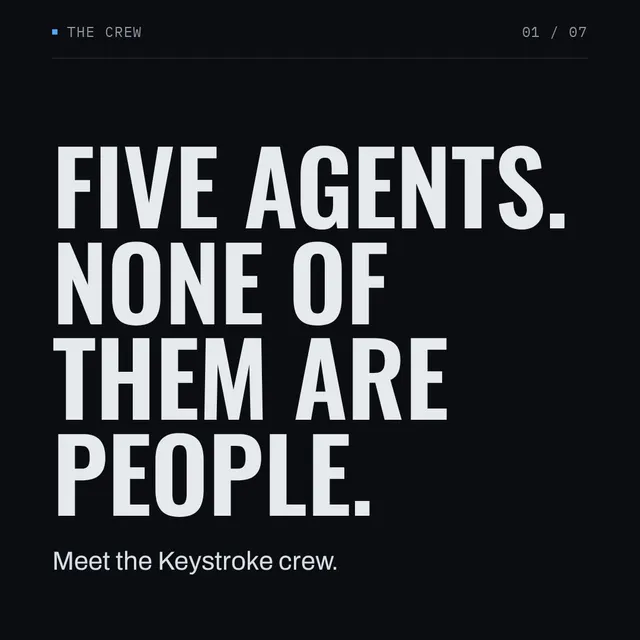 THE CREW
01 / 07
FIVE AGENTS.
NONE OF
THEM ARE
PEOPLE.
Meet the Keystroke crew.